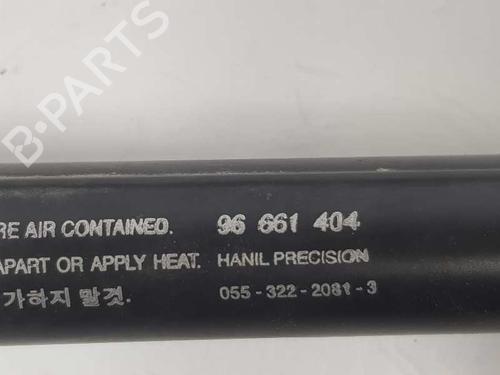 B-PARTS
RE AIR CONTAINED. 96 661 404
APART OR APPLY HEAT. HANIL PRECISION
가하지 말것. 055-322-2081-3